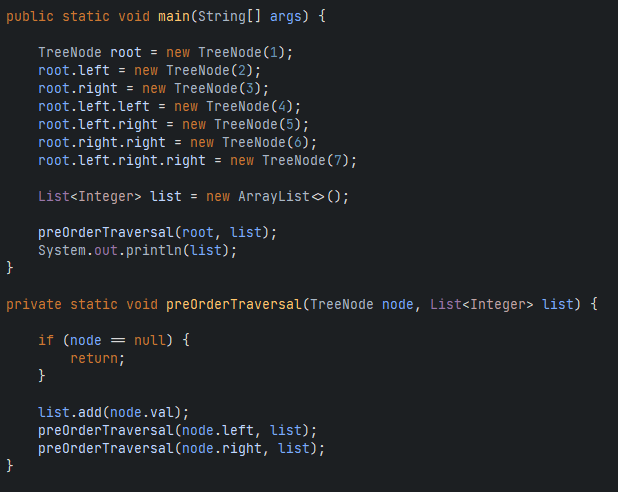 public static void main(String[] args) {
TreeNode root = new TreeNode(1);
root.left = new TreeNode(2);
root.right = new TreeNode(3);
root.left.left = new TreeNode(4);
root.left.right = new TreeNode(5);
root.right.right = new TreeNode(6);
root.left.right.right = new TreeNode(7);
List<Integer> list = new ArrayList<>();
preOrderTraversal(root, list);
System.out.println(list);
}
private static void preOrderTraversal(TreeNode node, List<Integer> list) {
if (node == null) {
return;
}
list.add(node.val);
preOrderTraversal(node.left, list);
preOrderTraversal(node.right, list);
}